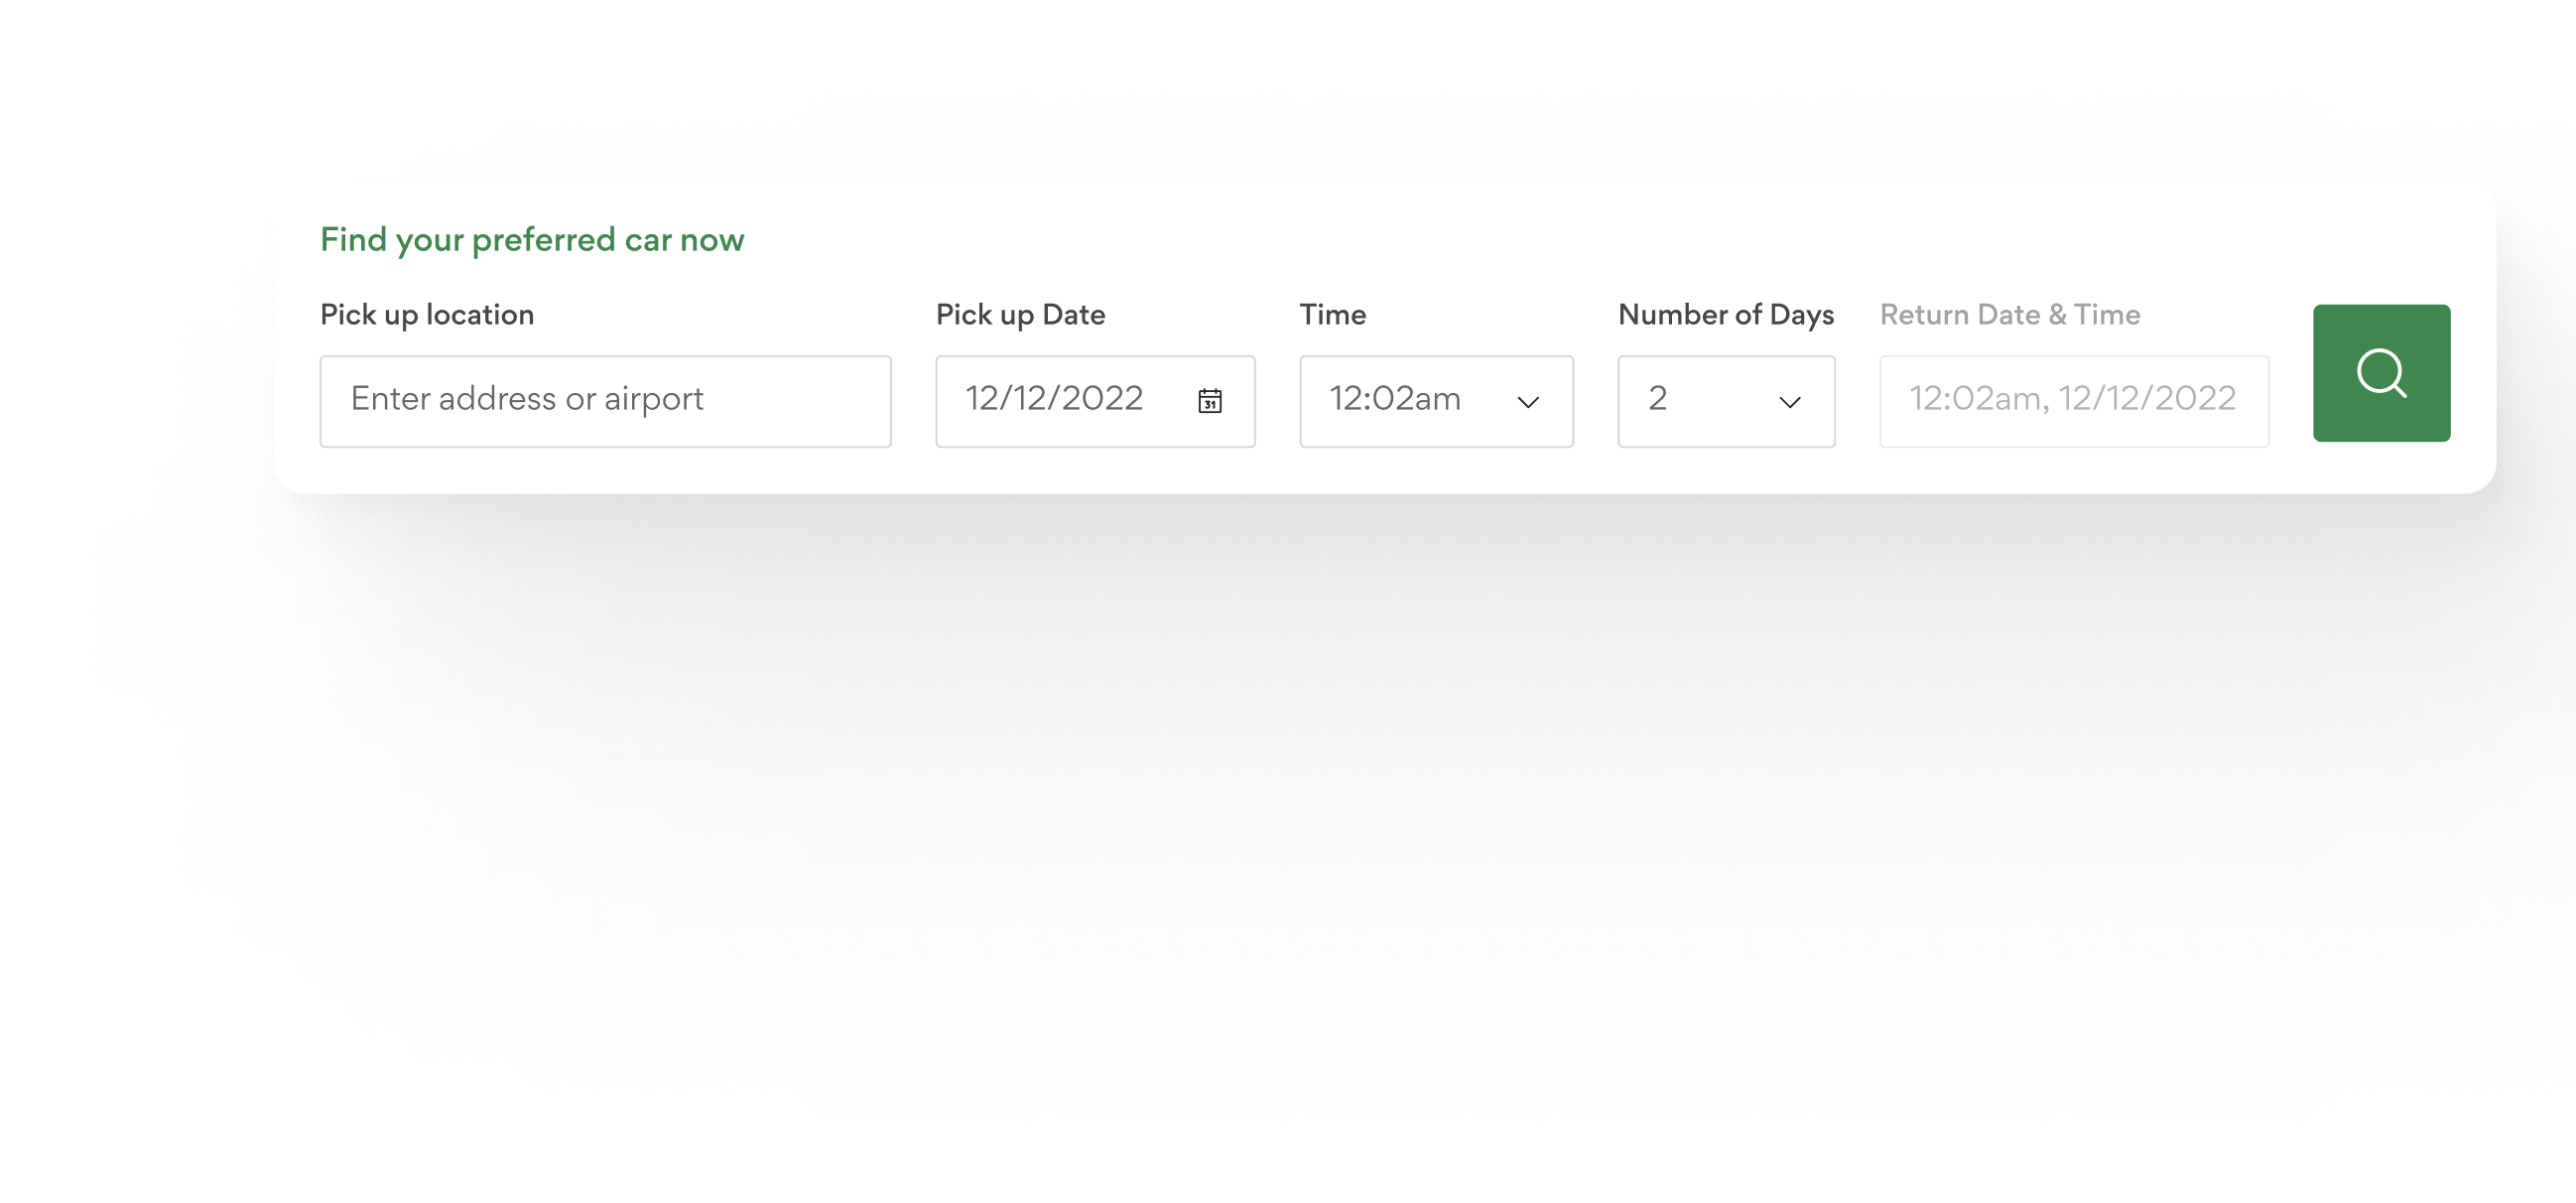 Find your preferred car now
Pick up location
Enter address or airport
Pick up Date
12/12/2022
31
Time
12:02am
Number of Days
2
Return Date & Time
12:02am, 12/12/2022